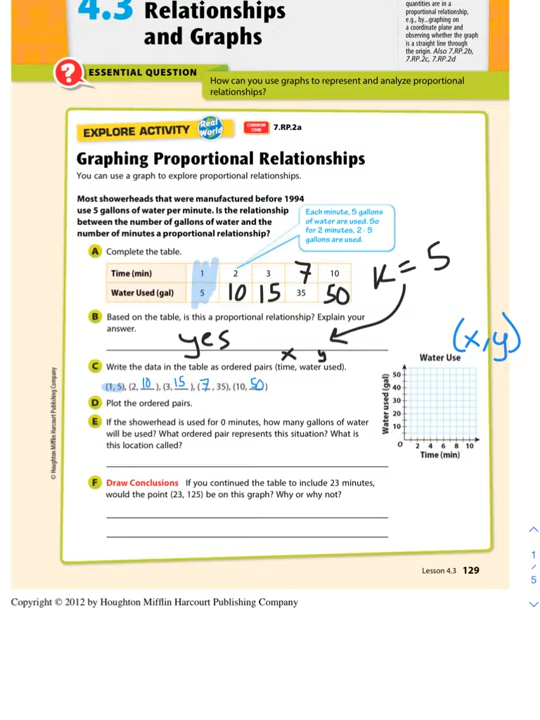 4.3 Relationships
and Graphs
quantities are in a
proportional relationship,
e.g., by...graphing on
a coordinate plane and
observing whether the graph
is a straight line through
the origin. Also 7.RP.2b,
7.RP.2c, 7.RP.2d
? ESSENTIAL QUESTION
How can you use graphs to represent and analyze proportional
relationships?
EXPLORE ACTIVITY Real World COMMON CORE 7.RP.2a
Graphing Proportional Relationships
You can use a graph to explore proportional relationships.
Most showerheads that were manufactured before 1994
use 5 gallons of water per minute. Is the relationship
between the number of gallons of water and the
number of minutes a proportional relationship?
Each minute, 5 gallons
of water are used. So
for 2 minutes, 2 · 5
gallons are used.
A Complete the table.
Time (min) 1 2 3 7 10
Water Used (gal) 5 10 15 35 50
K = 5
B Based on the table, is this a proportional relationship? Explain your
answer.
yes
x y
(x,y)
C Write the data in the table as ordered pairs (time, water used).
(1, 5), (2, 10), (3, 15), (7, 35), (10, 50)
D Plot the ordered pairs.
E If the showerhead is used for 0 minutes, how many gallons of water
will be used? What ordered pair represents this situation? What is
this location called?
Water Use
Water used (gal)
50
40
30
20
10
O 2 4 6 8 10
Time (min)
F Draw Conclusions If you continued the table to include 23 minutes,
would the point (23, 125) be on this graph? Why or why not?
© Houghton Mifflin Harcourt Publishing Company
Lesson 4.3 129
Copyright © 2012 by Houghton Mifflin Harcourt Publishing Company
1
/
5